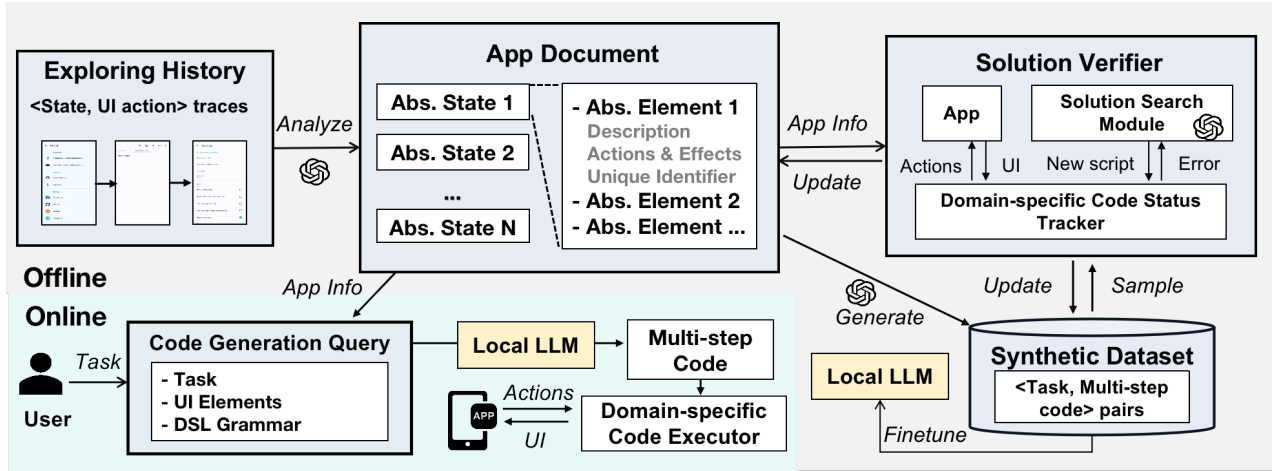 Exploring History
<State, UI action> traces
Analyze
App Document
Abs. State 1
Abs. State 2
...
Abs. State N
- Abs. Element 1
Description
Actions & Effects
Unique Identifier
- Abs. Element 2
- Abs. Element ...
App Info
Update
Solution Verifier
App
Solution Search
Module
Actions
UI
New script
Error
Domain-specific Code Status
Tracker
Offline
Online
App Info
Generate
Update
Sample
User
Task
Code Generation Query
- Task
- UI Elements
- DSL Grammar
Local LLM
Multi-step
Code
APP
Actions
UI
Domain-specific
Code Executor
Local LLM
Finetune
Synthetic Dataset
<Task, Multi-step
code> pairs